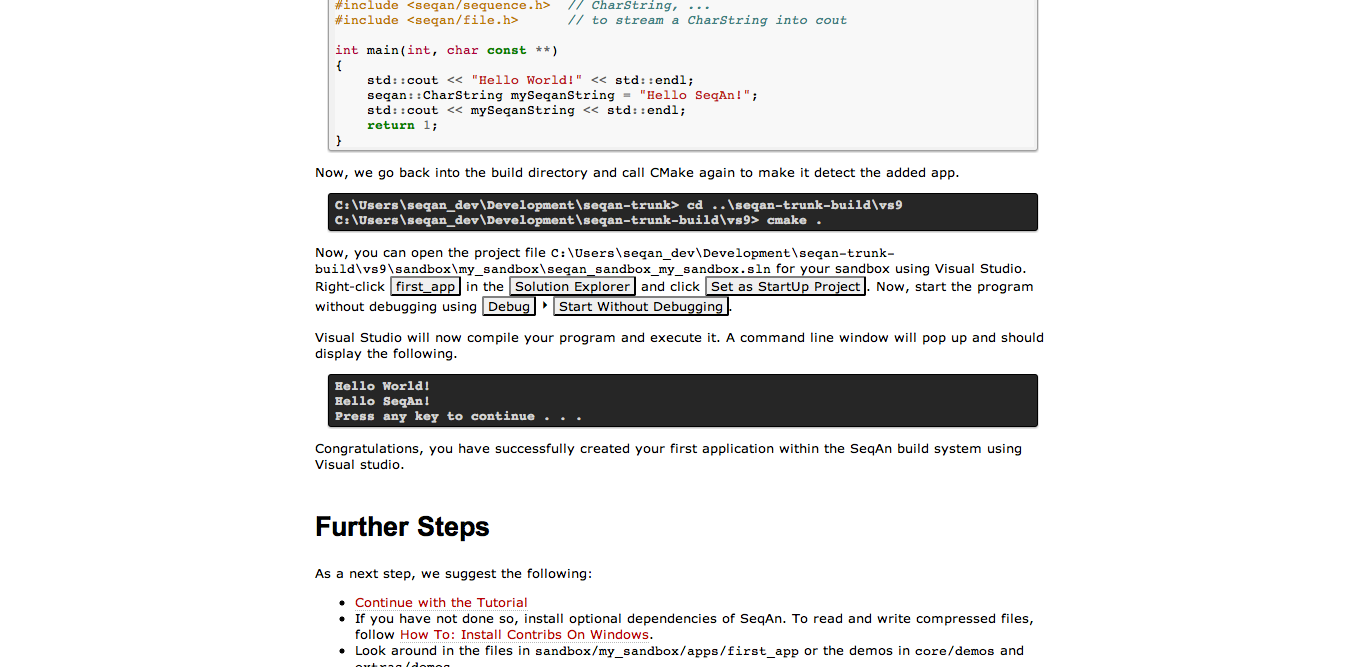 #include <seqan/sequence.h>  // CharString, ...
#include <seqan/file.h>      // to stream a CharString into cout
int main(int, char const **)
{
    std::cout << "Hello World!" << std::endl;
    seqan::CharString mySeqanString = "Hello SeqAn!";
    std::cout << mySeqanString << std::endl;
    return 1;
}
Now, we go back into the build directory and call CMake again to make it detect the added app.
C:\Users\seqan_dev\Development\seqan-trunk> cd ..\seqan-trunk-build\vs9
C:\Users\seqan_dev\Development\seqan-trunk-build\vs9> cmake .
Now, you can open the project file C:\Users\seqan_dev\Development\seqan-trunk-
build\vs9\sandbox\my_sandbox\seqan_sandbox_my_sandbox.sln for your sandbox using Visual Studio.
Right-click first_app in the Solution Explorer and click Set as StartUp Project. Now, start the program
without debugging using Debug ‣ Start Without Debugging.
Visual Studio will now compile your program and execute it. A command line window will pop up and should
display the following.
Hello World!
Hello SeqAn!
Press any key to continue . . .
Congratulations, you have successfully created your first application within the SeqAn build system using
Visual studio.
Further Steps
As a next step, we suggest the following:
• Continue with the Tutorial
• If you have not done so, install optional dependencies of SeqAn. To read and write compressed files,
follow How To: Install Contribs On Windows.
• Look around in the files in sandbox/my_sandbox/apps/first_app or the demos in core/demos and
extras/demos.